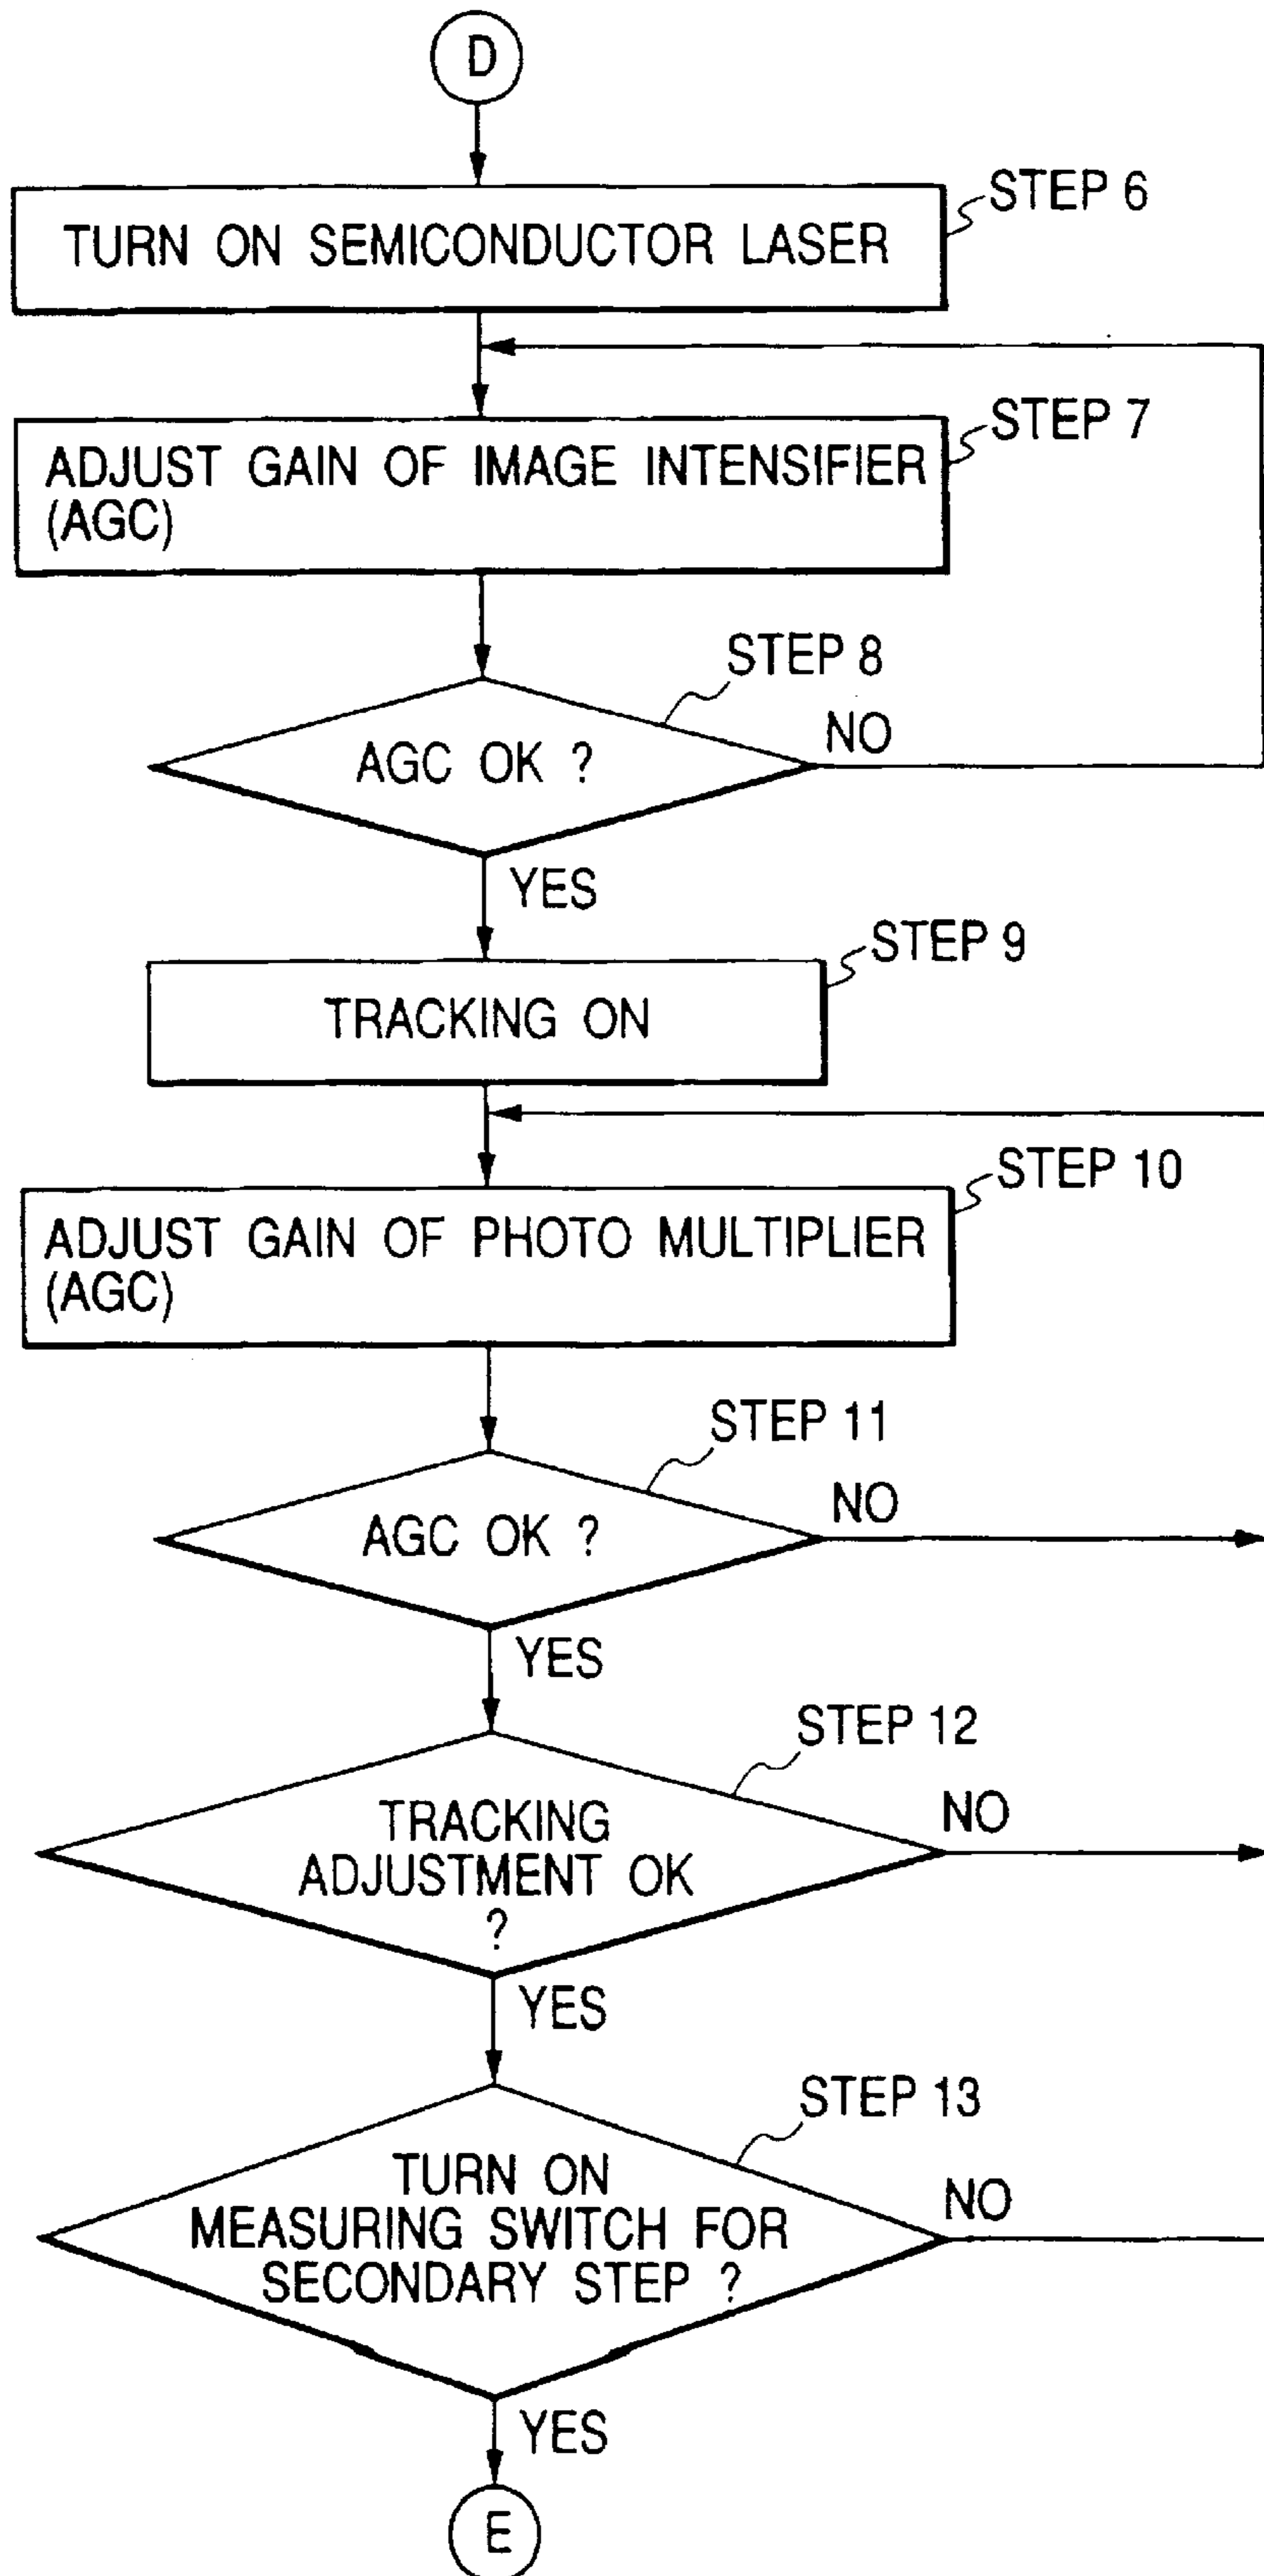 D
STEP 6
TURN ON SEMICONDUCTOR LASER
STEP 7
ADJUST GAIN OF IMAGE INTENSIFIER
(AGC)
STEP 8
AGC OK ?
NO
YES
STEP 9
TRACKING ON
STEP 10
ADJUST GAIN OF PHOTO MULTIPLIER
(AGC)
STEP 11
AGC OK ?
NO
YES
STEP 12
TRACKING
ADJUSTMENT OK
?
NO
YES
STEP 13
TURN ON
MEASURING SWITCH FOR
SECONDARY STEP ?
NO
YES
E